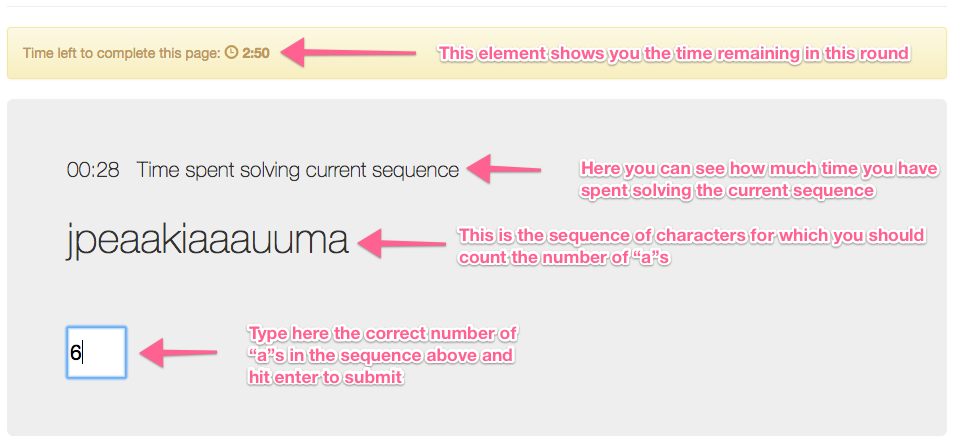 Time left to complete this page: 2:50
This element shows you the time remaining in this round
00:28 Time spent solving current sequence
Here you can see how much time you have
spent solving the current sequence
jpeaakiaaauuma
This is the sequence of characters for which you should
count the number of “a”s
6
Type here the correct number of
“a”s in the sequence above and
hit enter to submit